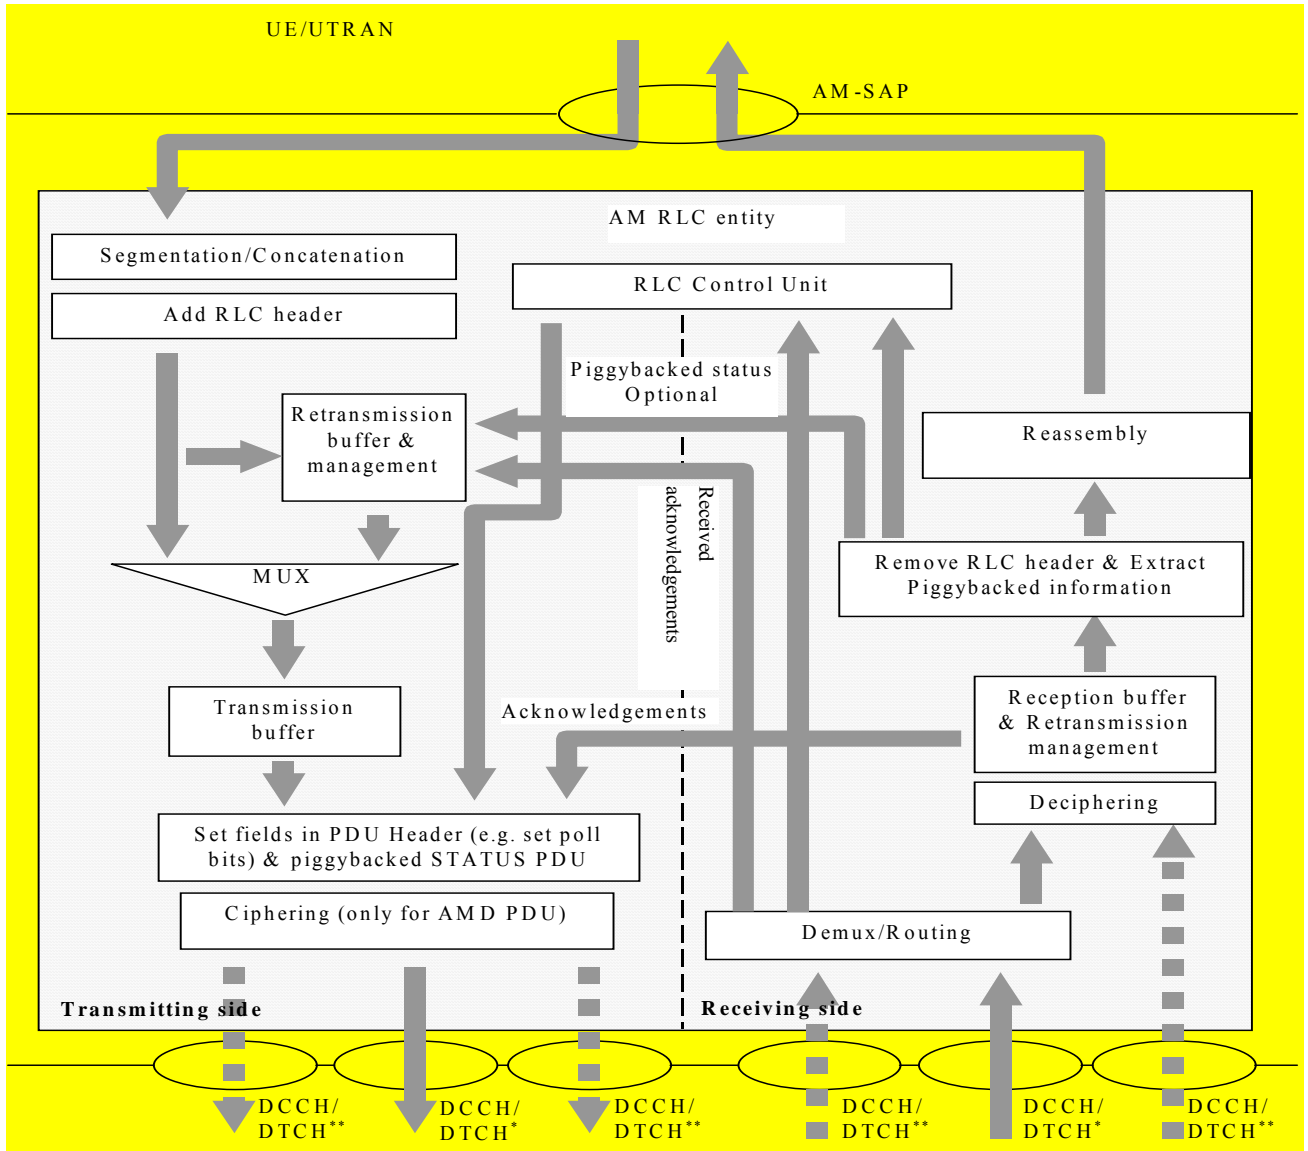 UE/UTRAN
AM-SAP
AM RLC entity
Segmentation/Concatenation
RLC Control Unit
Add RLC header
Piggybacked status
Optional
Retransmission
buffer &
management
Reassembly
Received
acknowledgements
Remove RLC header & Extract
Piggybacked information
MUX
Transmission
buffer
Acknowledgements
Reception buffer
& Retransmission
management
Deciphering
Set fields in PDU Header (e.g. set poll
bits) & piggybacked STATUS PDU
Ciphering (only for AMD PDU)
Demux/Routing
Transmitting side
Receiving side
DCCH/
DTCH**
DCCH/
DTCH*
DCCH/
DTCH**
DCCH/
DTCH**
DCCH/
DTCH*
DCCH/
DTCH**